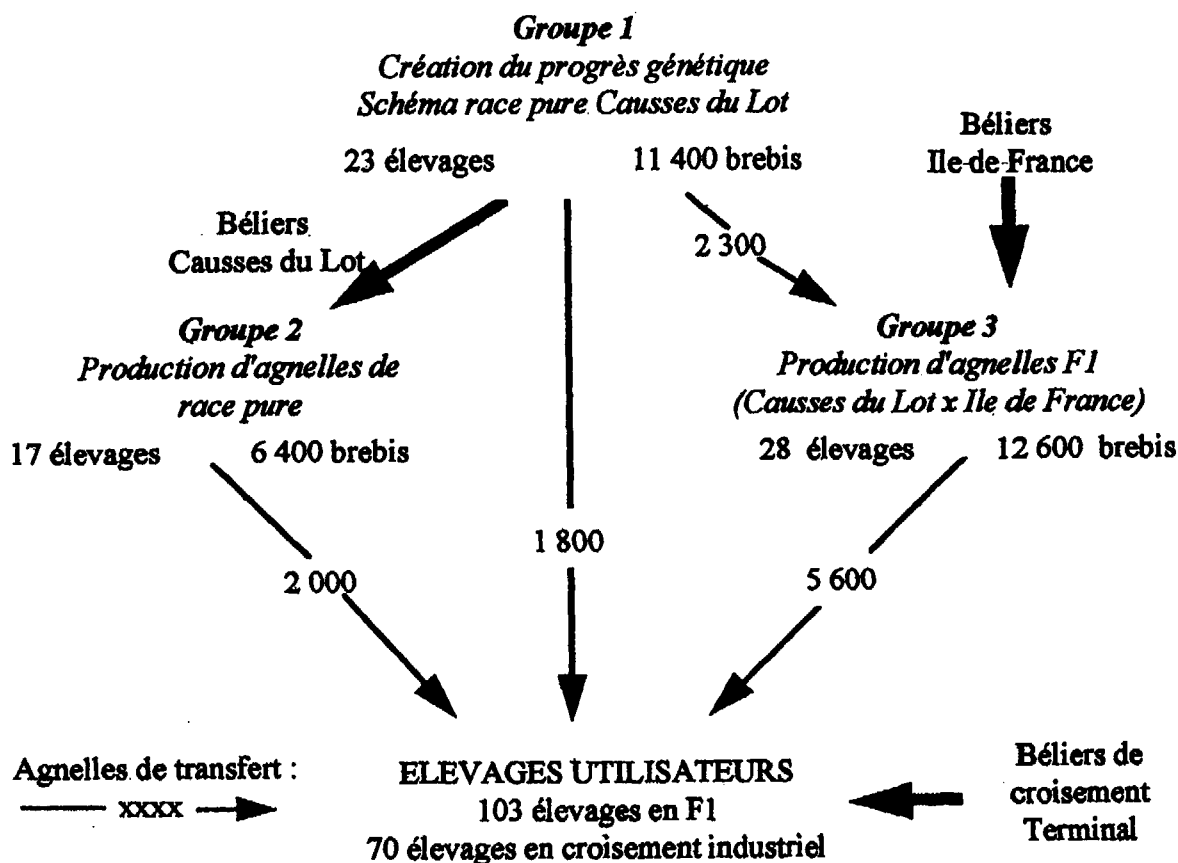 Groupe 1
Création du progrès génétique
Schéma race pure Causses du Lot
23 élevages 11 400 brebis
Béliers
Ile-de-France
Béliers
Causses du Lot
2 300
Groupe 2
Production d'agnelles de
race pure
17 élevages 6 400 brebis
Groupe 3
Production d'agnelles F1
(Causses du Lot x Ile de France)
28 élevages 12 600 brebis
2 000
1 800
5 600
Agnelles de transfert :
xxxx
ELEVAGES UTILISATEURS
103 élevages en F1
70 élevages en croisement industriel
Béliers de
croisement
Terminal